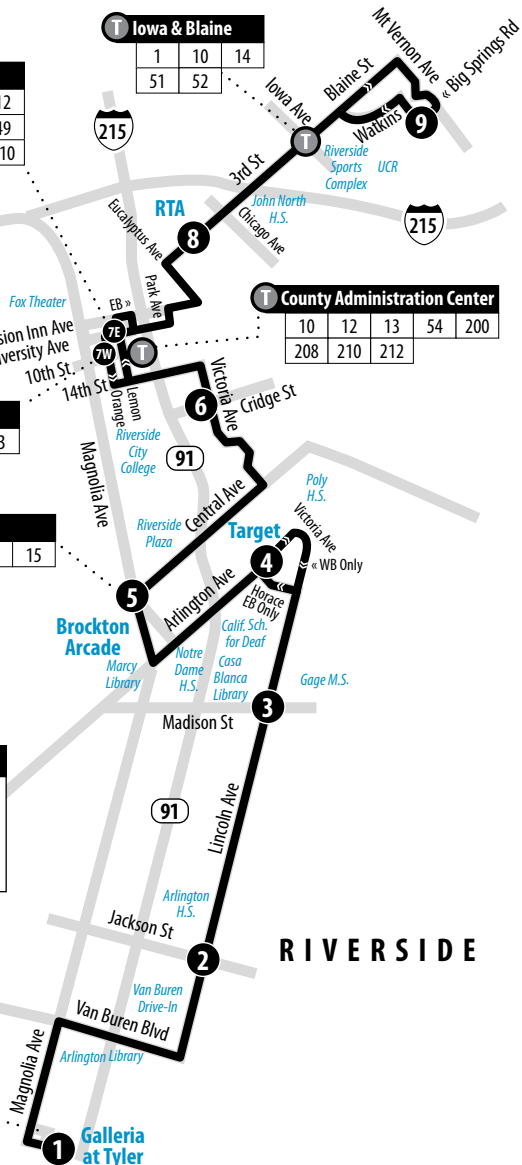 T Iowa & Blaine
1 10 14
51 52
Mt Vernon Ave
« Big Springs Rd
Blaine St
Watkins
9
12
49
10
215
Iowa Ave
T
Riverside
Sports
Complex
UCR
3rd St
John North
H.S.
RTA
Eucalyptus Ave
8
Chicago Ave
215
Park Ave
EB »
Fox Theater
7E
T County Administration Center
10 12 13 54 200
208 210 212
sion Inn Ave
versity Ave
7W
T
10th St.
14th St
Orange
Lemon
Victoria Ave
6
Cridge St
3
Riverside
City
College
91
Magnolia Ave
Central Ave
Poly
H.S.
15
Riverside
Plaza
Target
Victoria Ave
4
« WB Only
5
Arlington Ave
Horace
EB Only
Brockton
Arcade
Calif. Sch.
for Deaf
Marcy
Library
Notre
Dame
H.S.
Casa
Blanca
Library
Gage M.S.
3
Madison St
91
Lincoln Ave
Arlington
H.S.
Jackson St
2
RIVERSIDE
Van Buren
Drive-In
Van Buren Blvd
Arlington Library
Magnolia Ave
1
Galleria
at Tyler